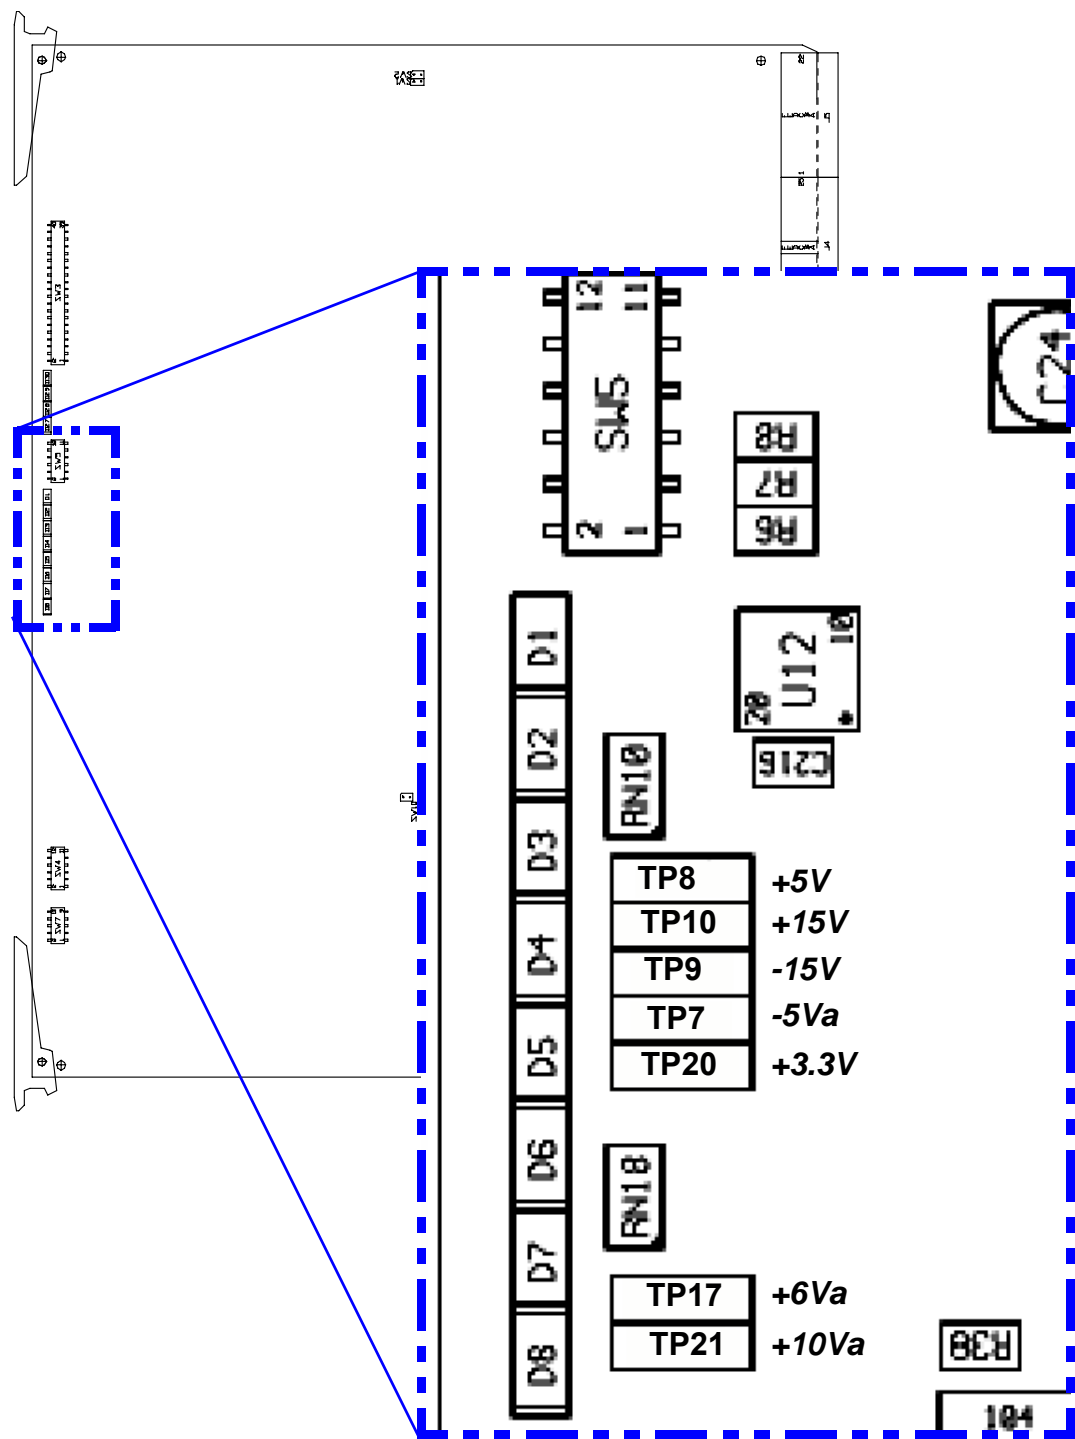 12 11
SW5
2 1
C24
R8
R7
R6
D1
D2
D3
D4
D5
D6
D7
D8
U12
10
20
C216
RN10
TP8 +5V
TP10 +15V
TP9 -15V
TP7 -5Va
TP20 +3.3V
RN18
TP17 +6Va
TP21 +10Va
R38
104